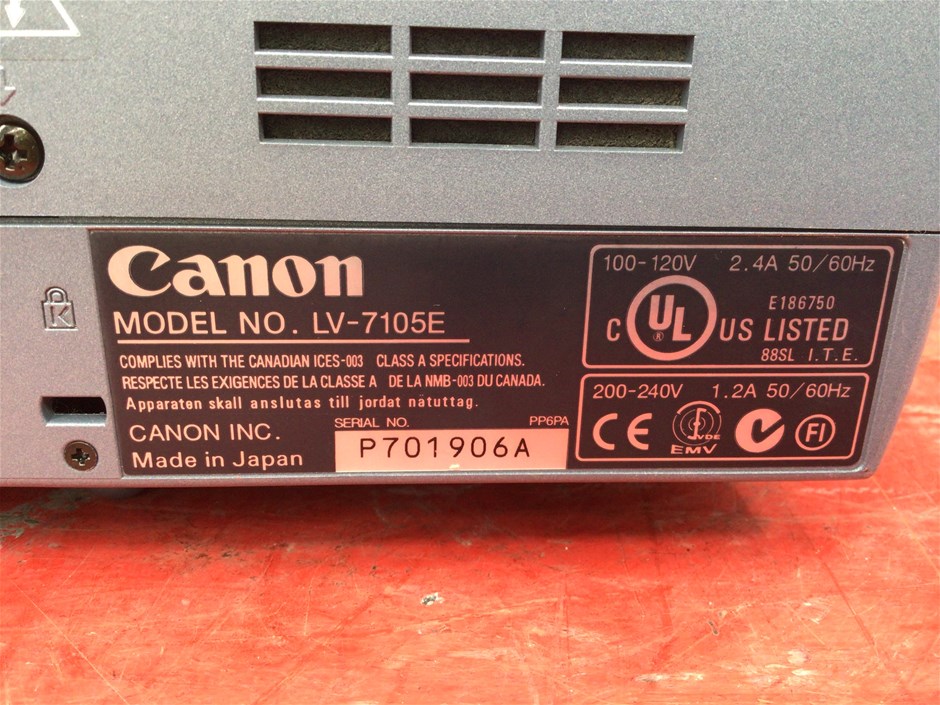 Canon
MODEL NO. LV-7105E
COMPLIES WITH THE CANADIAN ICES-003 CLASS A SPECIFICATIONS.
RESPECTE LES EXIGENCES DE LA CLASSE A DE LA NMB-003 DU CANADA.
Apparaten skall anslutas till jordat nätuttag.
CANON INC.
Made in Japan
SERIAL NO. PP6PA
P701906A
100-120V 2.4A 50/60Hz
E186750
C UL ® US LISTED
88SL I.T.E.
200-240V 1.2A 50/60Hz
CE VDE FI
EMV
K